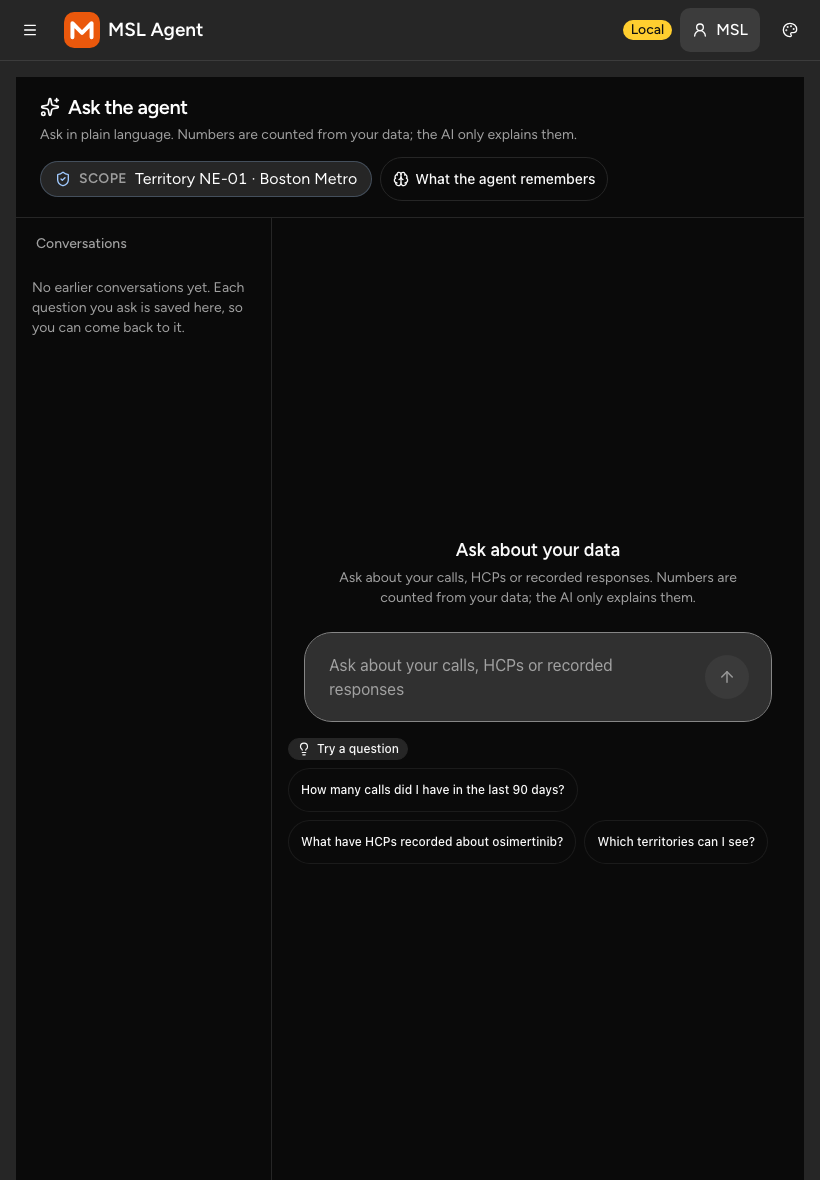 MSL Agent
Local
MSL
Ask the agent
Ask in plain language. Numbers are counted from your data; the AI only explains them.
SCOPE Territory NE-01 · Boston Metro
What the agent remembers
Conversations
No earlier conversations yet. Each
question you ask is saved here, so
you can come back to it.
Ask about your data
Ask about your calls, HCPs or recorded responses. Numbers are
counted from your data; the AI only explains them.
Ask about your calls, HCPs or recorded
responses
Try a question
How many calls did I have in the last 90 days?
What have HCPs recorded about osimertinib?
Which territories can I see?